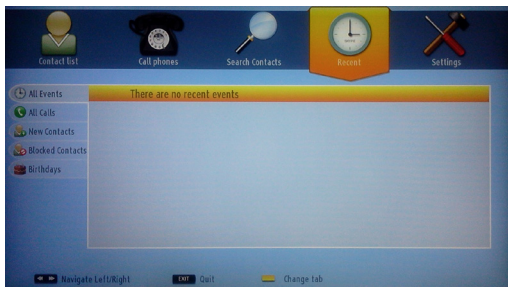 Contact list
Call phones
Search Contacts
Recent
Settings
All Events
All Calls
New Contacts
Blocked Contacts
Birthdays
There are no recent events
Navigate Left/Right
EXIT Quit
Change tab